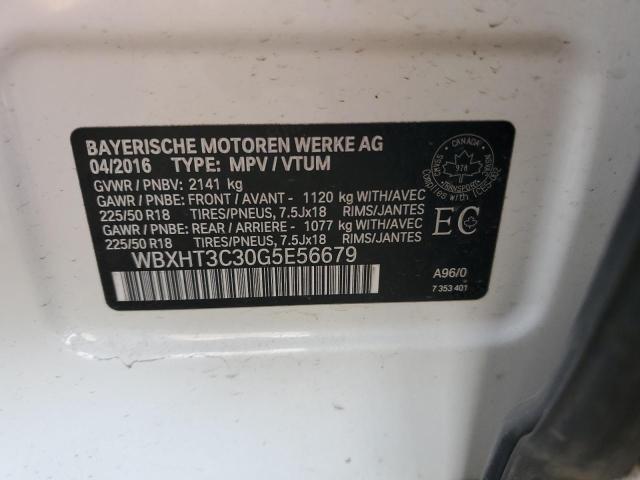 BAYERISCHE MOTOREN WERKE AG
04/2016 TYPE: MPV / VTUM
GVWR / PNBV: 2141 kg
GAWR / PNBE: FRONT / AVANT - 1120 kg WITH/AVEC
225/50 R18 TIRES/PNEUS, 7.5Jx18 RIMS/JANTES
GAWR / PNBE: REAR / ARRIERE - 1077 kg WITH/AVEC
225/50 R18 TIRES/PNEUS, 7.5Jx18 RIMS/JANTES
WBXHT3C30G5E56679
CANADA
TRANSPORT
EC
A96/0
7 353 401